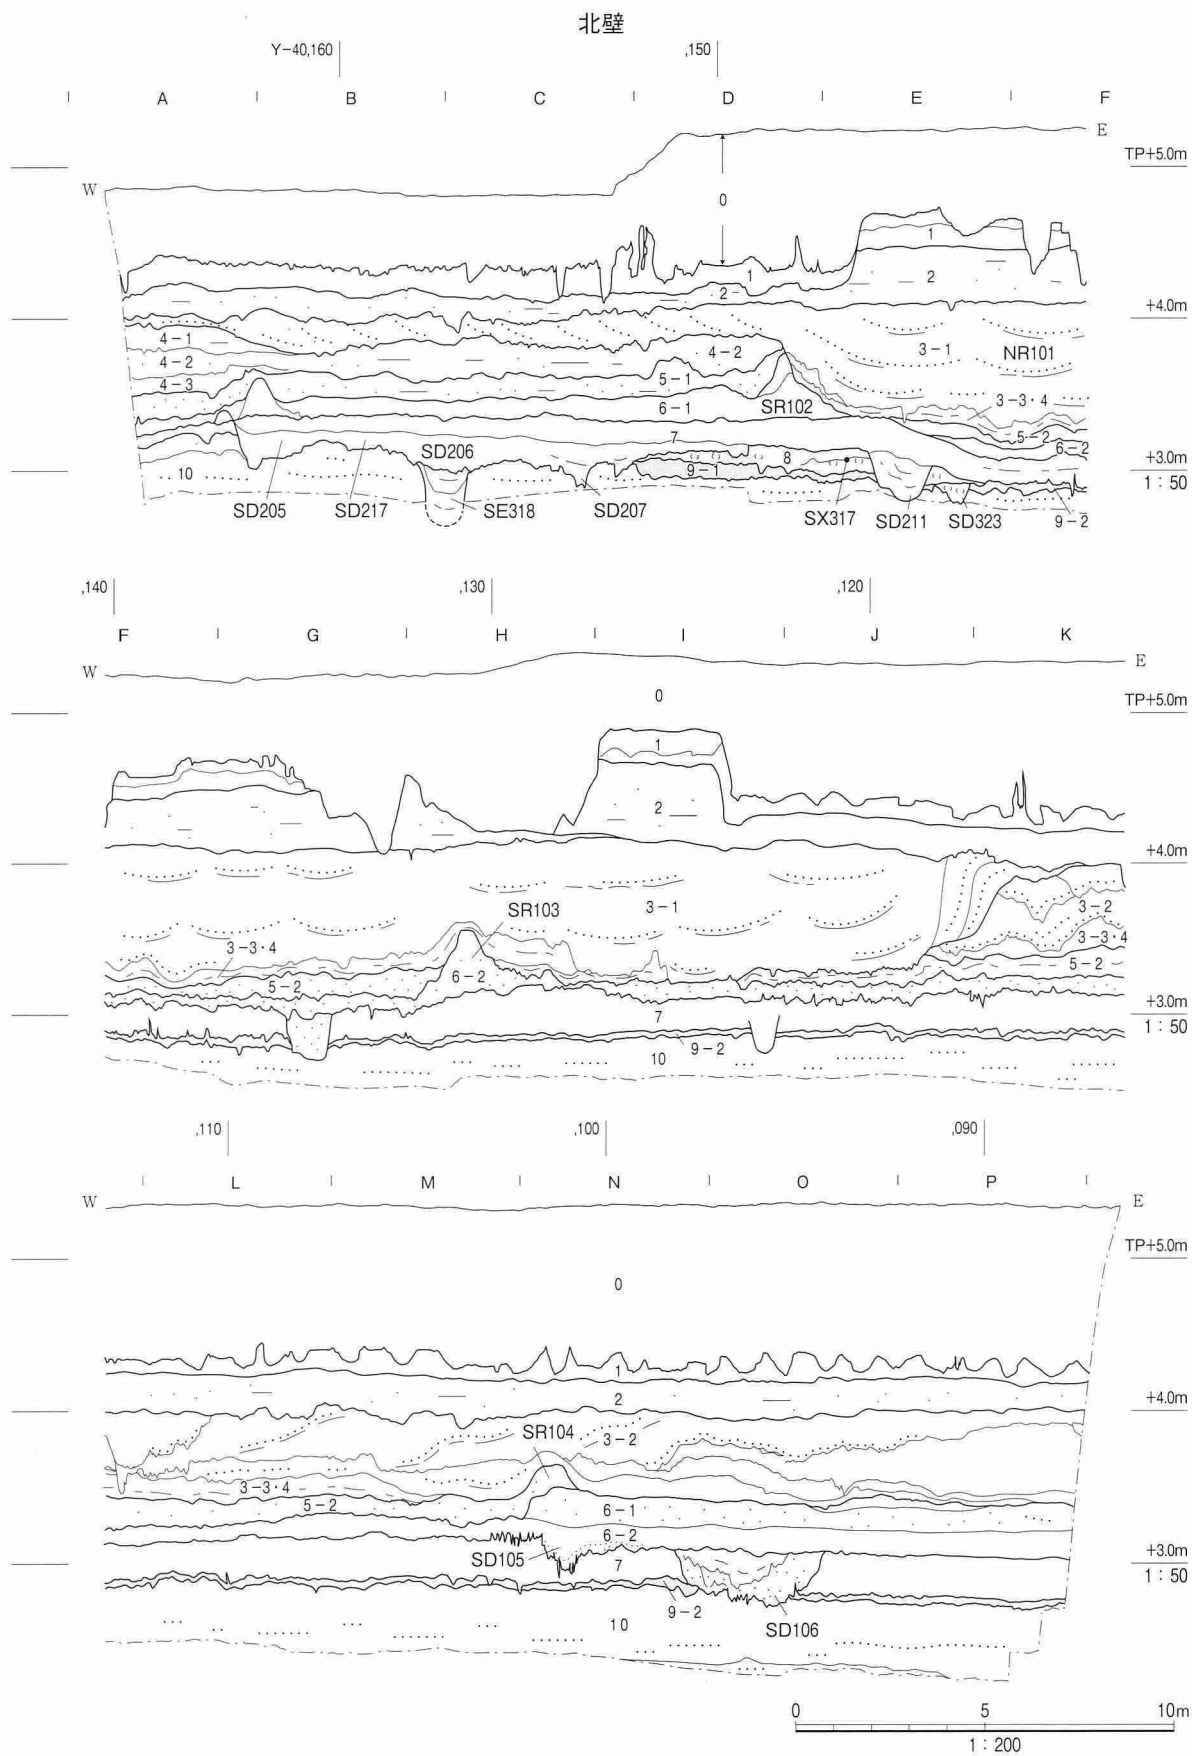 北壁
Y-40,160 ,150
A B C D E F
E
TP+5.0m
W
0
1
1
2
2
+4.0m
4-1
4-2
4-2
3-1 NR101
4-3
5-1
3-3・4
6-1
SR102
5-2
7
6-2
SD206
8
+3.0m
10
9-1
1:50
SD205 SD217 SE318 SD207 SX317 SD211 SD323 9-2
,140 ,130 ,120
F G H I J K
W E
0
TP+5.0m
1
2
+4.0m
SR103
3-1
3-2
3-3・4
3-3・4
6-2
5-2
5-2
+3.0m
7
1:50
9-2
10
,110 ,100 ,090
L M N O P
W E
TP+5.0m
0
1
2
+4.0m
SR104
3-2
3-3・4
5-2
6-1
6-2
+3.0m
SD105
7
1:50
9-2
10
SD106
0 5 10m
1:200